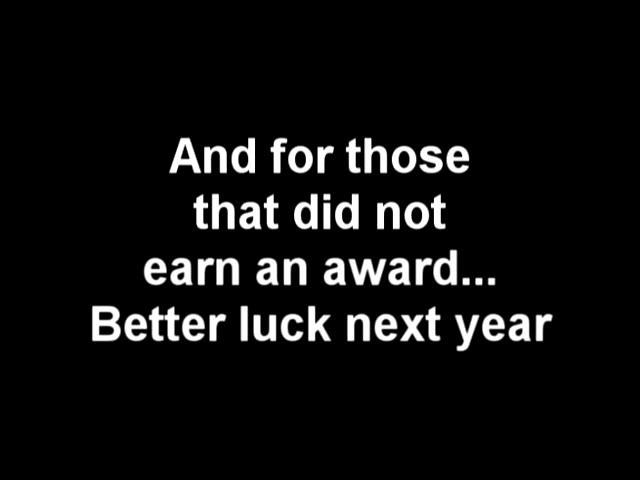 And for those
that did not
earn an award...
Better luck next year